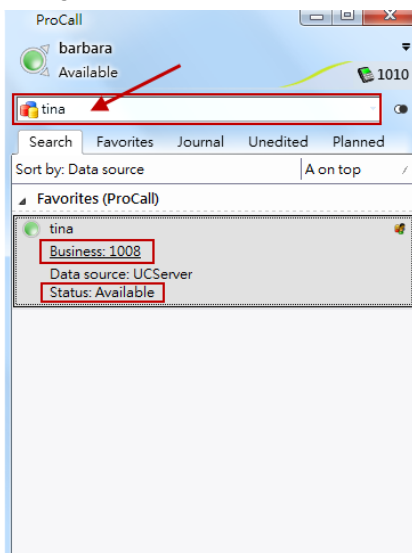 ProCall
barbara
Available
1010
tina
Search Favorites Journal Unedited Planned
Sort by: Data source A on top
Favorites (ProCall)
tina
Business: 1008
Data source: UCServer
Status: Available